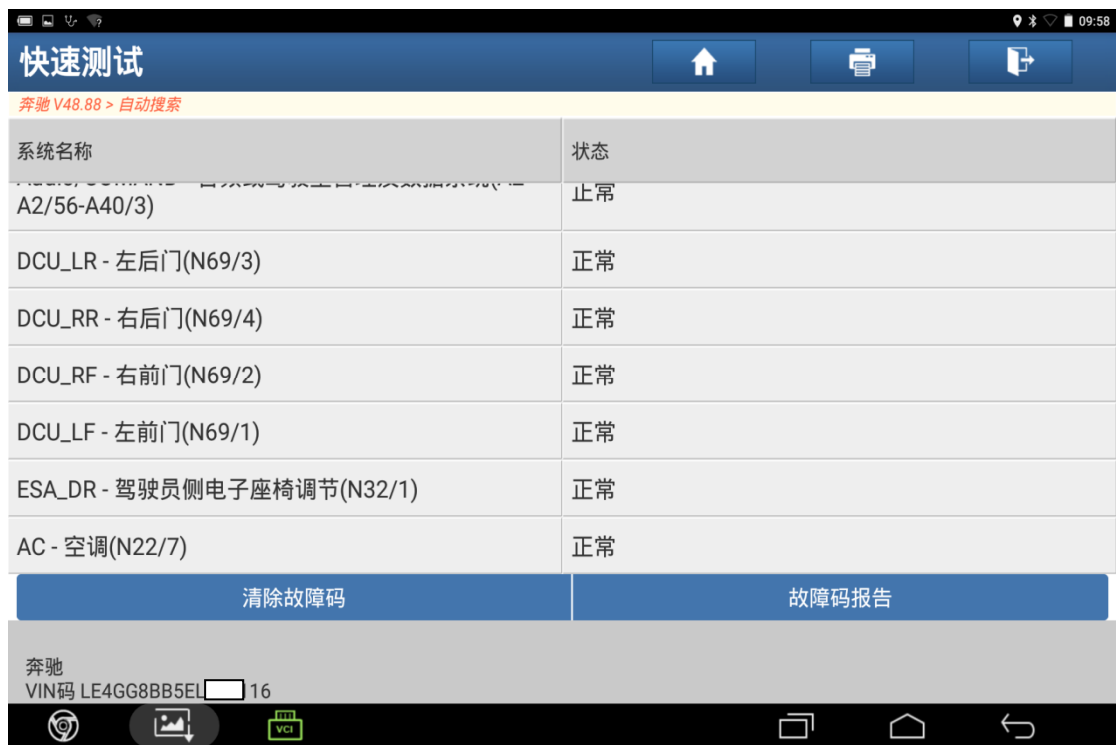 09:58
快速测试
奔驰 V48.88 > 自动搜索
系统名称 状态
A2/56-A40/3) 正常
DCU_LR - 左后门(N69/3) 正常
DCU_RR - 右后门(N69/4) 正常
DCU_RF - 右前门(N69/2) 正常
DCU_LF - 左前门(N69/1) 正常
ESA_DR - 驾驶员侧电子座椅调节(N32/1) 正常
AC - 空调(N22/7) 正常
清除故障码 故障码报告
奔驰
VIN码 LE4GG8BB5EL 16
VCI